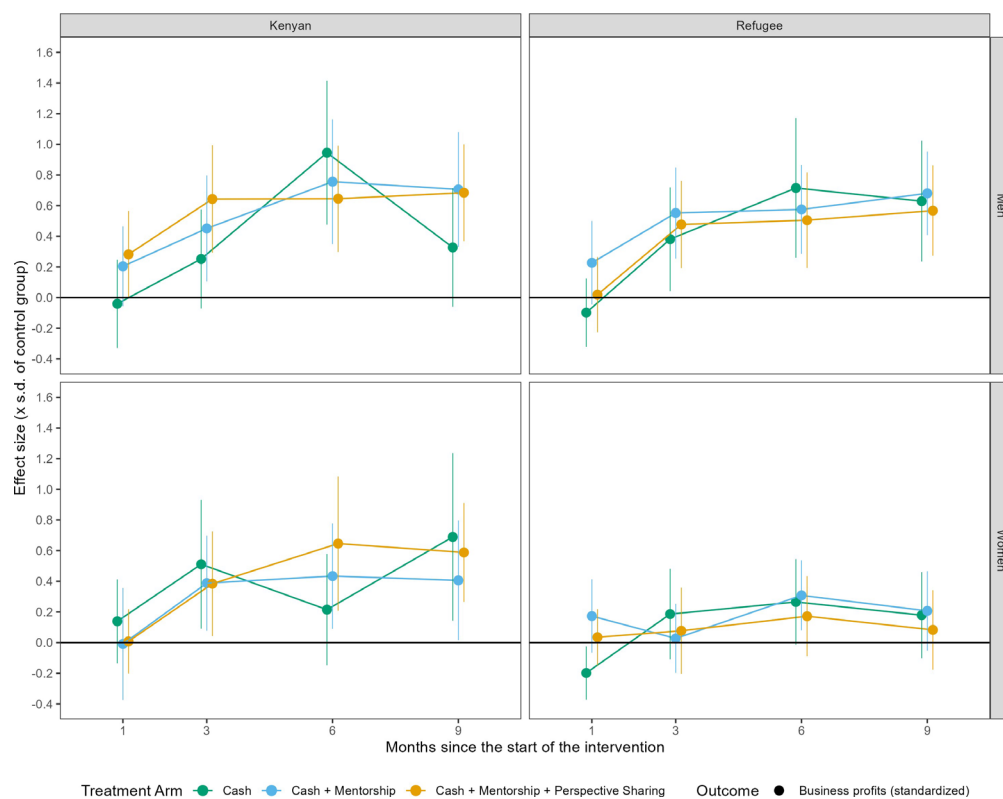 Kenyan
Refugee
1.6
1.4
1.2
1.0
0.8
0.6
0.4
0.2
0.0
-0.2
-0.4
Men
1.6
1.4
1.2
1.0
0.8
0.6
0.4
0.2
0.0
-0.2
-0.4
Women
Effect size (x s.d. of control group)
1 3 6 9
1 3 6 9
Months since the start of the intervention
Treatment Arm Cash Cash + Mentorship Cash + Mentorship + Perspective Sharing Outcome Business profits (standardized)